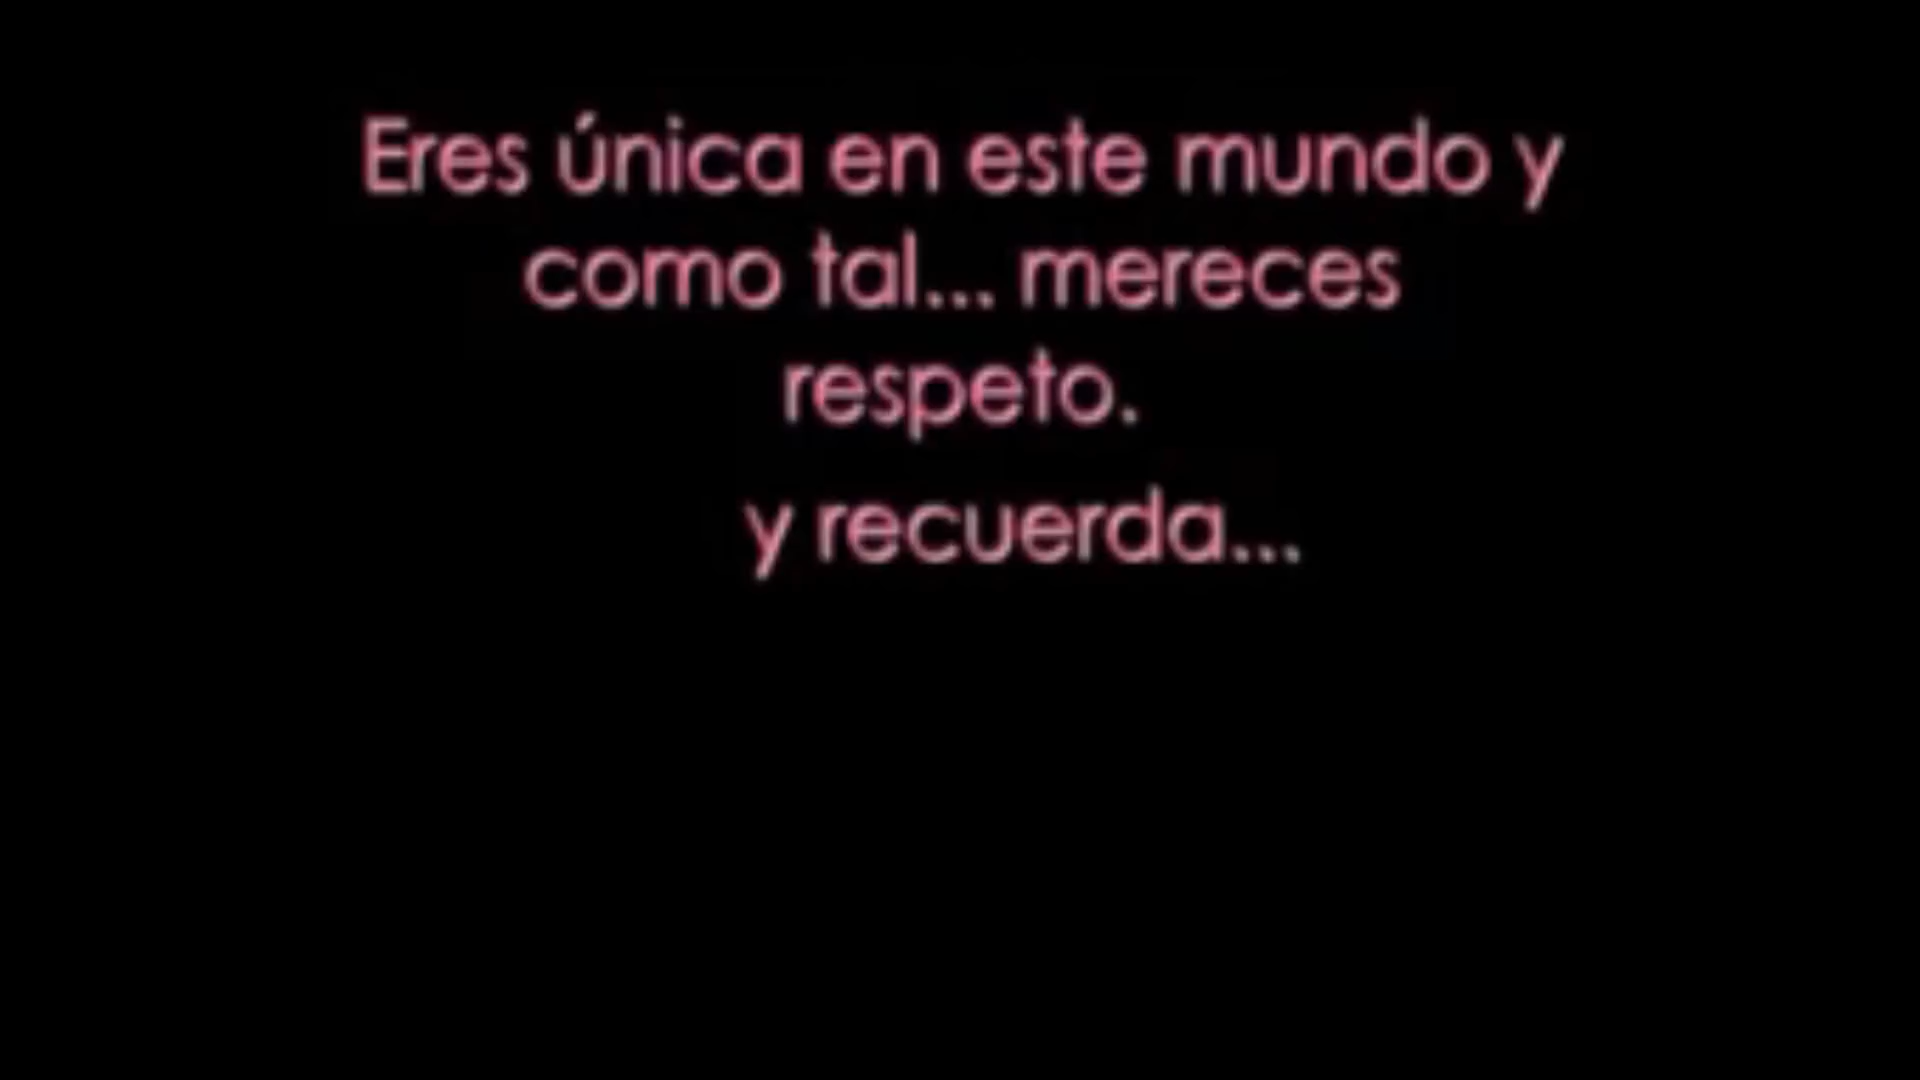 Eres única en este mundo y
como tal... mereces
respeto.
y recuerda...